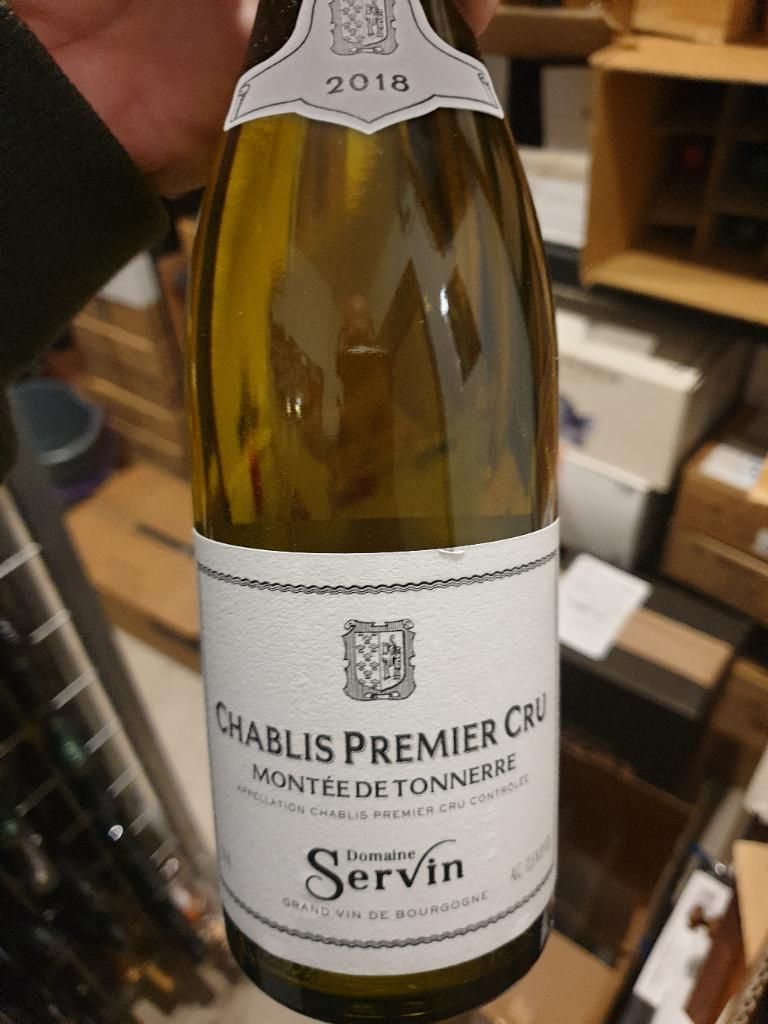 2018
CHABLIS PREMIER CRU
MONTÉE DE TONNERRE
APPELLATION CHABLIS PREMIER CRU CONTRÔLÉE
Domaine
Servin
GRAND VIN DE BOURGOGNE